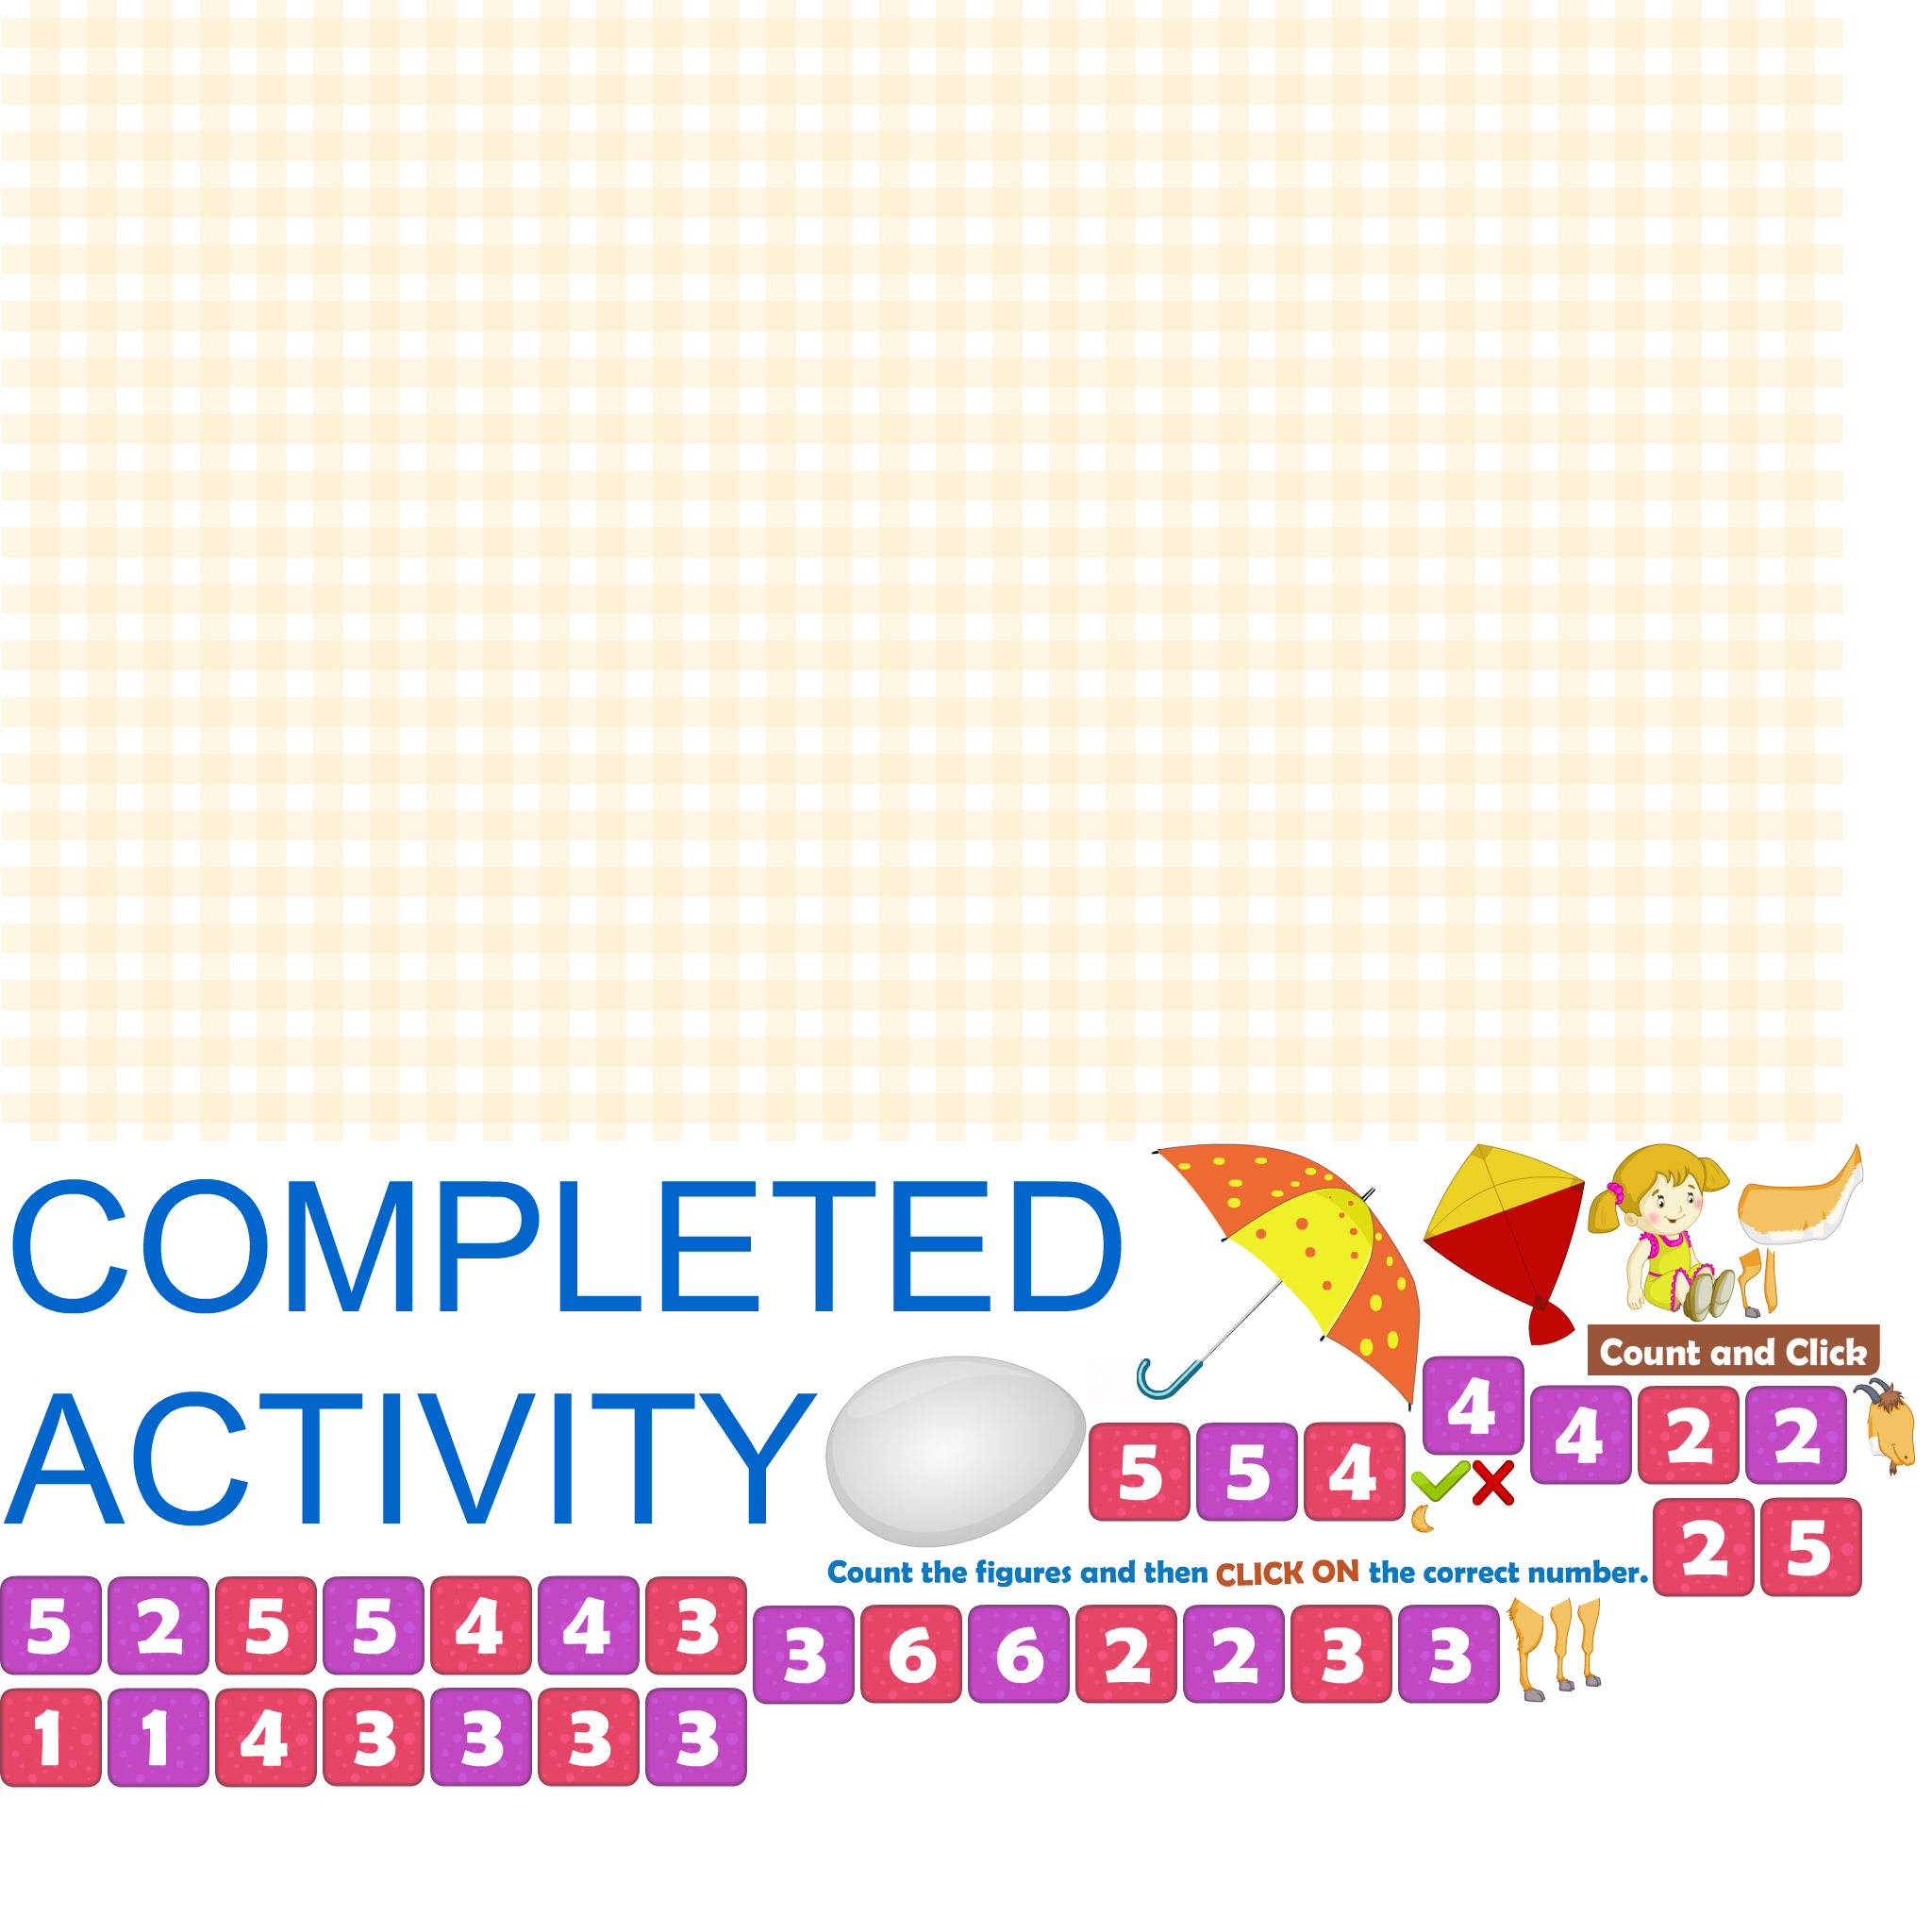 COMPLETED
ACTIVITY
Count and Click
4
4 2 2
5 5 4
2 5
Count the figures and then CLICK ON the correct number.
5 2 5 5 4 4 3
3 6 6 2 2 3 3
1 1 4 3 3 3 3